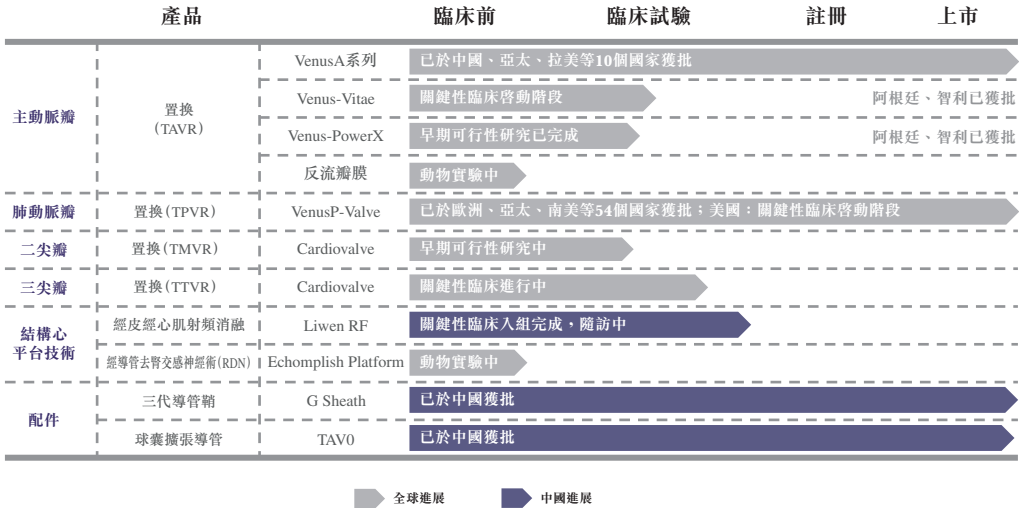 產品 臨床前 臨床試驗 註冊 上市
主動脈瓣 置換 (TAVR) VenusA系列 已於中國、亞太、拉美等10個國家獲批
Venus-Vitae 關鍵性臨床啓動階段 阿根廷、智利已獲批
Venus-PowerX 早期可行性研究已完成 阿根廷、智利已獲批
反流瓣膜 動物實驗中
肺動脈瓣 置換(TPVR) VenusP-Valve 已於歐洲、亞太、南美等54個國家獲批；美國：關鍵性臨床啓動階段
二尖瓣 置換(TMVR) Cardiovalve 早期可行性研究中
三尖瓣 置換(TTVR) Cardiovalve 關鍵性臨床進行中
結構心
平台技術
經皮經心肌射頻消融 Liwen RF 關鍵性臨床入組完成，隨訪中
經導管去腎交感神經術(RDN) Echomplish Platform 動物實驗中
配件 三代導管鞘 G Sheath 已於中國獲批
球囊擴張導管 TAV0 已於中國獲批
全球進展 中國進展